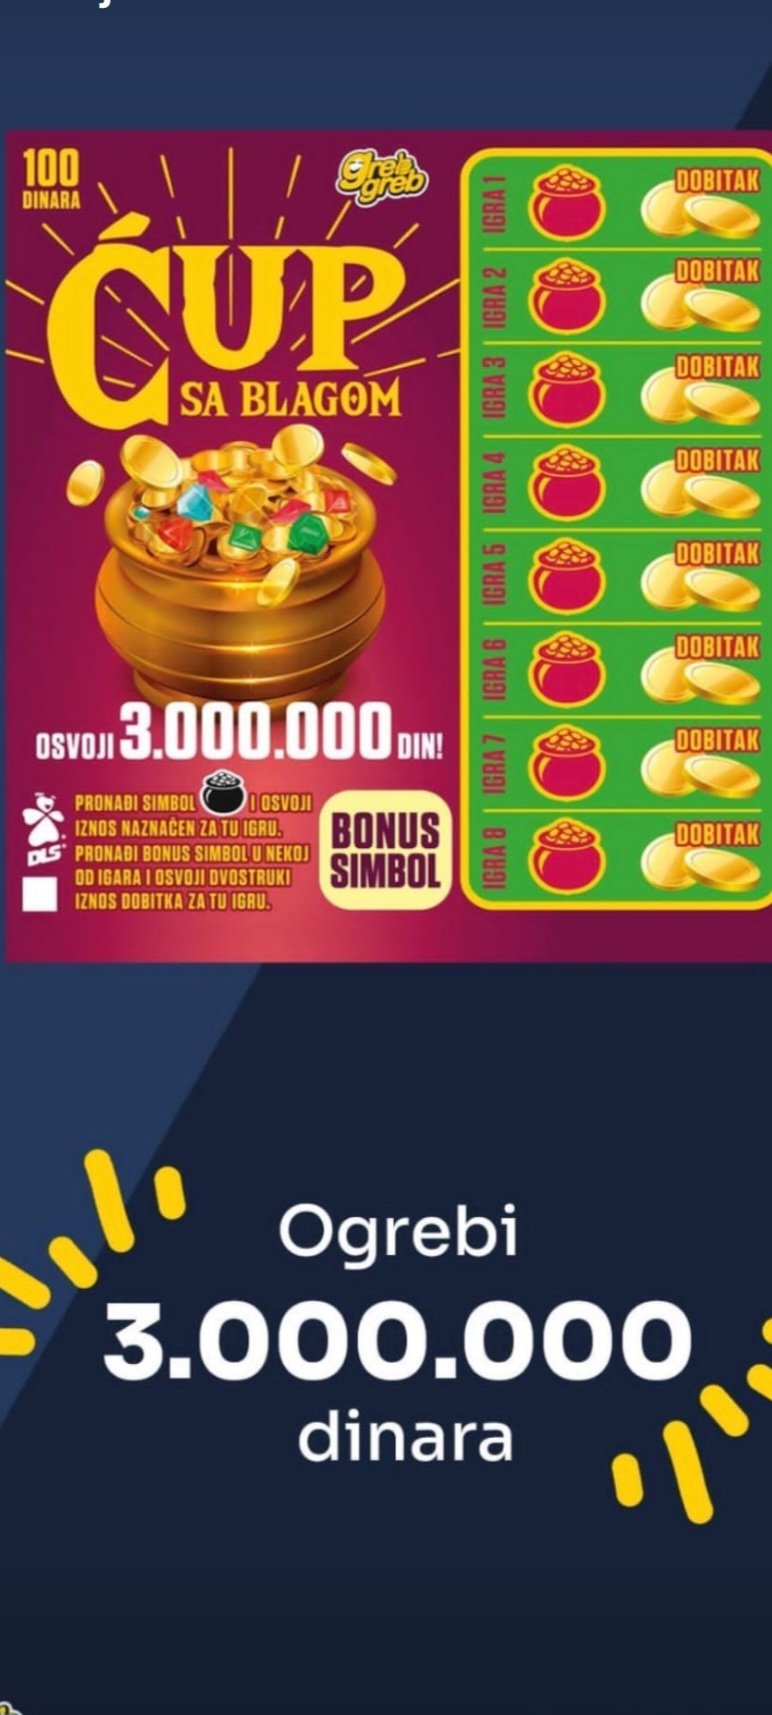 100
DINARA
greb
greb
ĆUP
SA BLAGOM
OSVOJI 3.000.000 DIN!
PRONAĐI SIMBOL I OSVOJI
IZNOS NAZNAČEN ZA TU IGRU.
PRONAĐI BONUS SIMBOL U NEKOJ
OD IGARA I OSVOJI DVOSTRUKI
IZNOS DOBITKA ZA TU IGRU.
DLS
BONUS
SIMBOL
IGRA 1 DOBITAK
IGRA 2 DOBITAK
IGRA 3 DOBITAK
IGRA 4 DOBITAK
IGRA 5 DOBITAK
IGRA 6 DOBITAK
IGRA 7 DOBITAK
IGRA 8 DOBITAK
Ogrebi
3.000.000
dinara